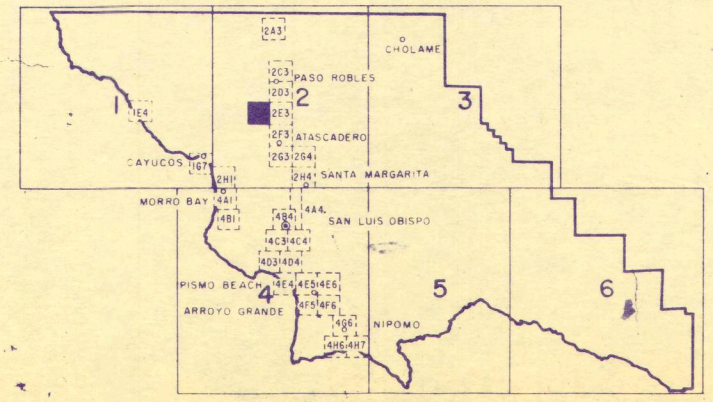 2A3
CHOLAME
2C3 PASO ROBLES
2D3
2 3
1 1E4 2E3
2F3 ATASCADERO
CAYUCOS 1G7 2G3 2G4
2H1 2H4 SANTA MARGARITA
MORRO BAY 4A1 4A4
4B1 4B4 SAN LUIS OBISPO
4C3 4C4
4D3 4D4
PISMO BEACH 4E4 4E5 4E6
4 5 6
ARROYO GRANDE 4F5 4F6
4G6 NIPOMO
4H6 4H7